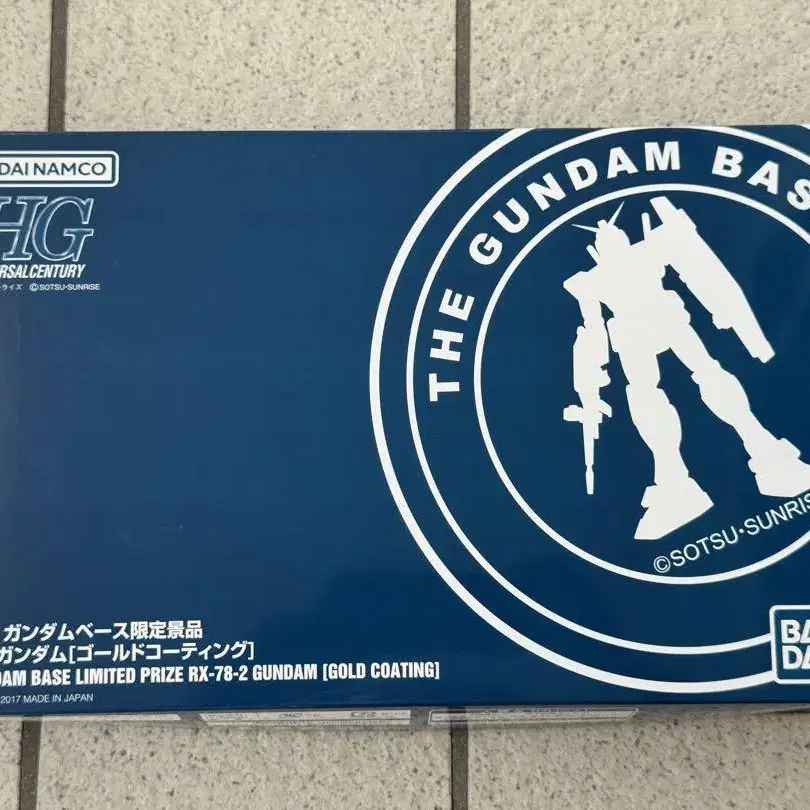 DAI NAMCO
HG
RSAL CENTURY
ライズ ©SOTSU・SUNRISE
THE GUNDAM BAS
©SOTSU・SUNRIS
ガンダムベース限定景品
ガンダム[ゴールドコーティング]
DAM BASE LIMITED PRIZE RX-78-2 GUNDAM [GOLD COATING]
2017 MADE IN JAPAN
BA
DA